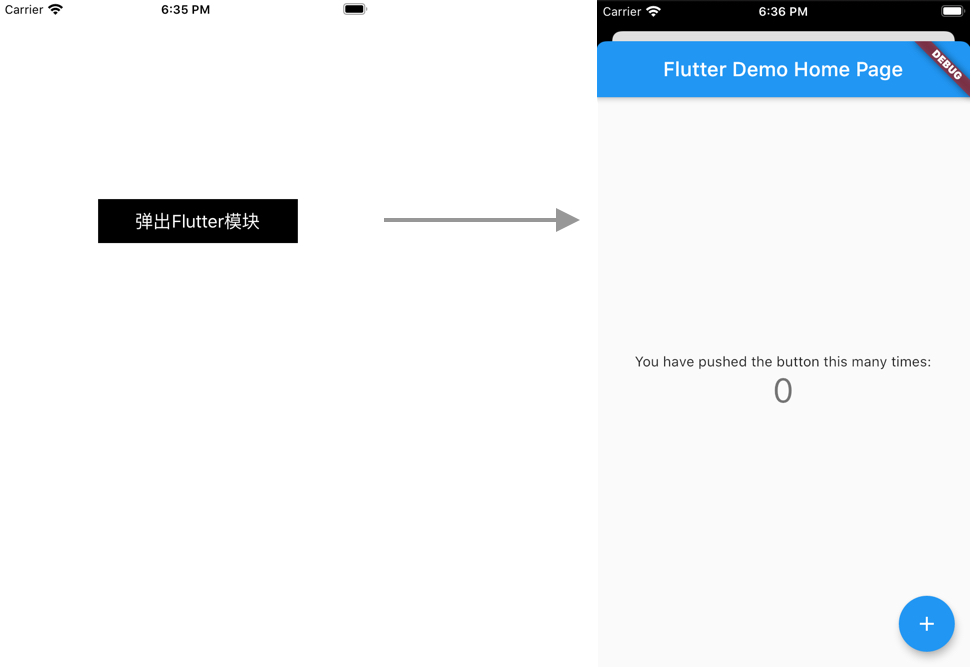 Carrier 6:35 PM
弹出Flutter模块
Carrier 6:36 PM
Flutter Demo Home Page
DEBUG
You have pushed the button this many times:
0
+